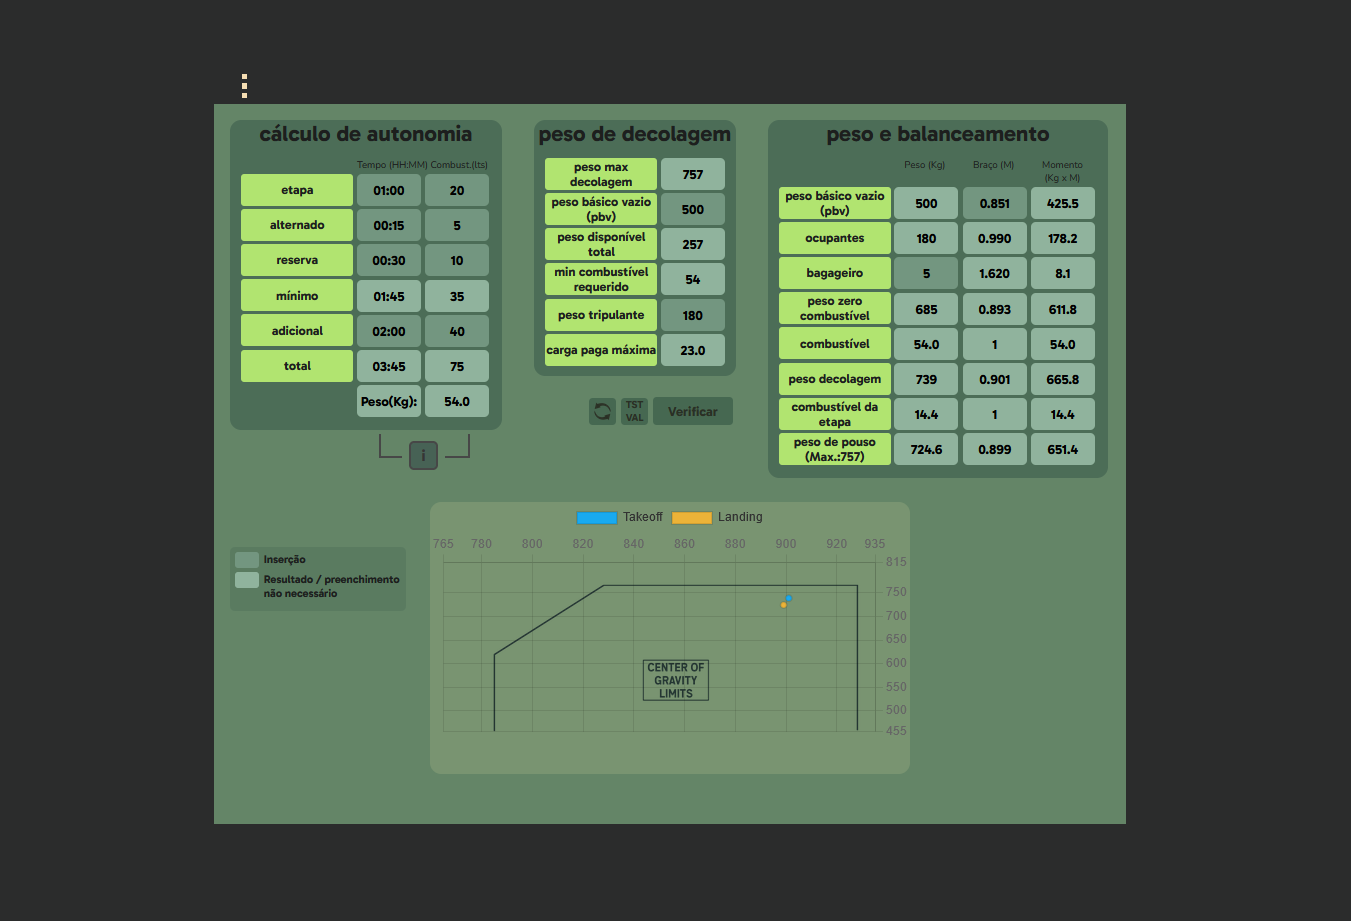 cálculo de autonomia
Tempo (HH:MM) Combust.(lts)
etapa 01:00 20
alternado 00:15 5
reserva 00:30 10
mínimo 01:45 35
adicional 02:00 40
total 03:45 75
Peso(Kg): 54.0
i
peso de decolagem
peso max
decolagem
757
peso básico vazio
(pbv)
500
peso disponível
total
257
min combustível
requerido
54
peso tripulante 180
carga paga máxima 23.0
TST
VAL
Verificar
peso e balanceamento
Peso (Kg) Braço (M) Momento
(Kg x M)
peso básico vazio
(pbv)
500 0.851 425.5
ocupantes 180 0.990 178.2
bagageiro 5 1.620 8.1
peso zero
combustível
685 0.893 611.8
combustível 54.0 1 54.0
peso decolagem 739 0.901 665.8
combustível da
etapa
14.4 1 14.4
peso de pouso
(Max.:757)
724.6 0.899 651.4
Inserção
Resultado / preenchimento
não necessário
Takeoff Landing
765 780 800 820 840 860 880 900 920 935
815
750
700
650
600
550
500
455
CENTER OF
GRAVITY
LIMITS